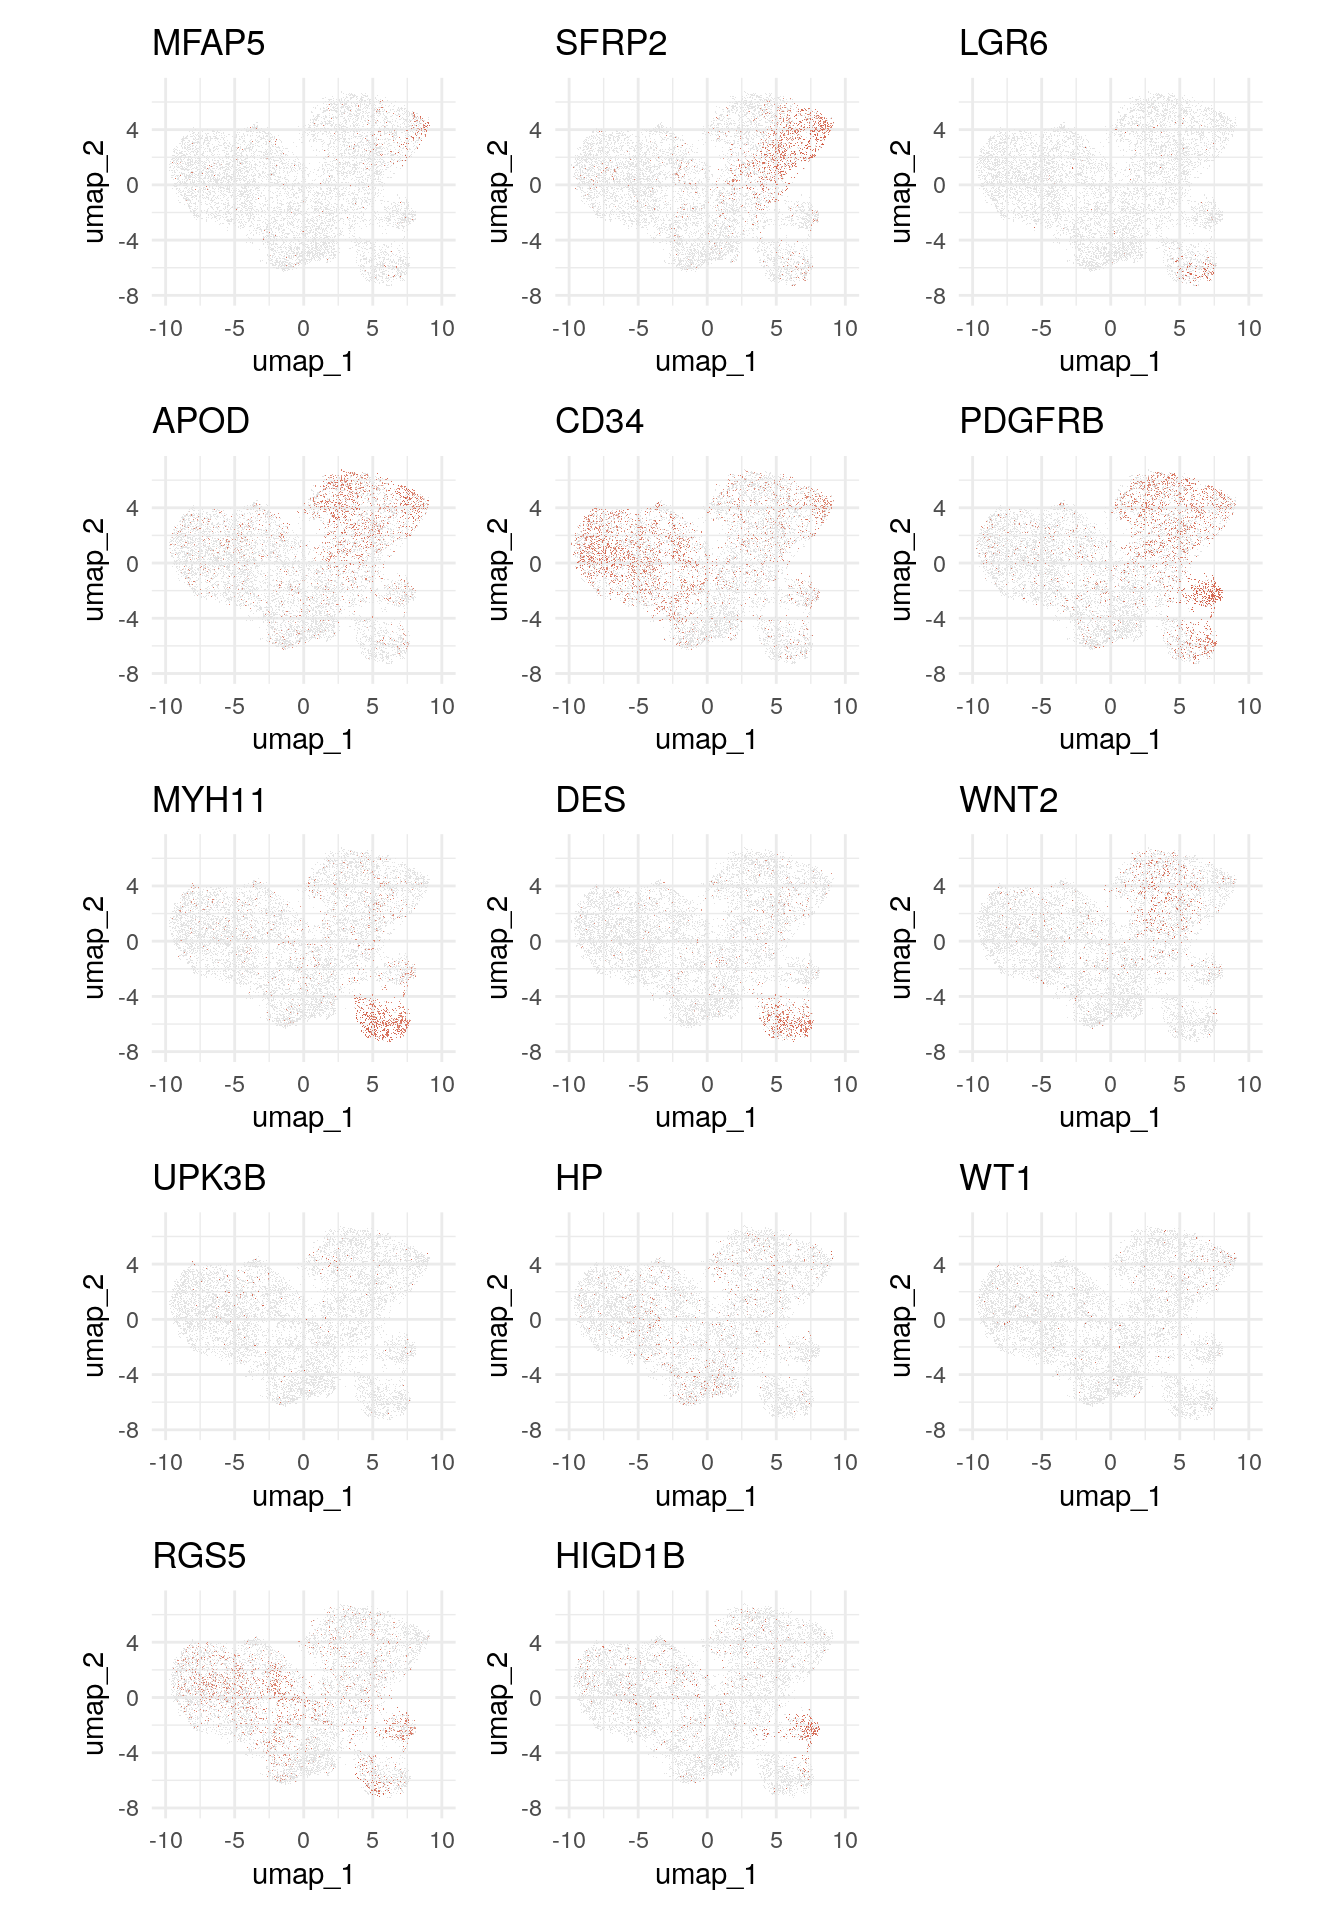 MFAP5 SFRP2 LGR6
4 4 4
0 0 0
-4 -4 -4
-8 -8 -8
umap_2 umap_2 umap_2
-10 -5 0 5 10 -10 -5 0 5 10 -10 -5 0 5 10
umap_1 umap_1 umap_1
APOD CD34 PDGFRB
4 4 4
0 0 0
-4 -4 -4
-8 -8 -8
umap_2 umap_2 umap_2
-10 -5 0 5 10 -10 -5 0 5 10 -10 -5 0 5 10
umap_1 umap_1 umap_1
MYH11 DES WNT2
4 4 4
0 0 0
-4 -4 -4
-8 -8 -8
umap_2 umap_2 umap_2
-10 -5 0 5 10 -10 -5 0 5 10 -10 -5 0 5 10
umap_1 umap_1 umap_1
UPK3B HP WT1
4 4 4
0 0 0
-4 -4 -4
-8 -8 -8
umap_2 umap_2 umap_2
-10 -5 0 5 10 -10 -5 0 5 10 -10 -5 0 5 10
umap_1 umap_1 umap_1
RGS5 HIGD1B
4 4
0 0
-4 -4
-8 -8
umap_2 umap_2
-10 -5 0 5 10 -10 -5 0 5 10
umap_1 umap_1